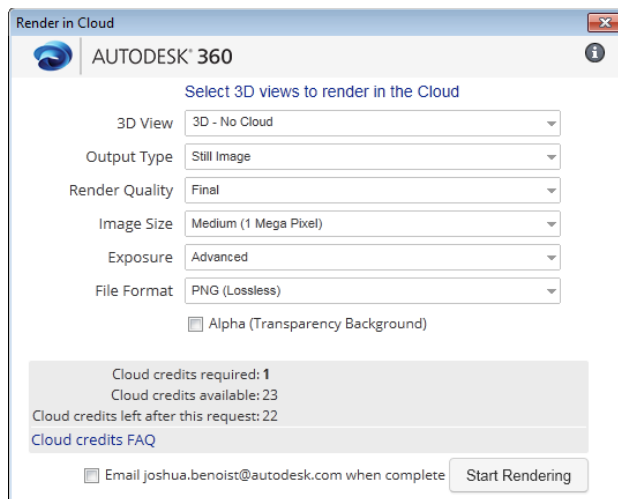 Render in Cloud
AUTODESK® 360
Select 3D views to render in the Cloud
3D View 3D - No Cloud
Output Type Still Image
Render Quality Final
Image Size Medium (1 Mega Pixel)
Exposure Advanced
File Format PNG (Lossless)
Alpha (Transparency Background)
Cloud credits required: 1
Cloud credits available: 23
Cloud credits left after this request: 22
Cloud credits FAQ
Email joshua.benoist@autodesk.com when complete Start Rendering